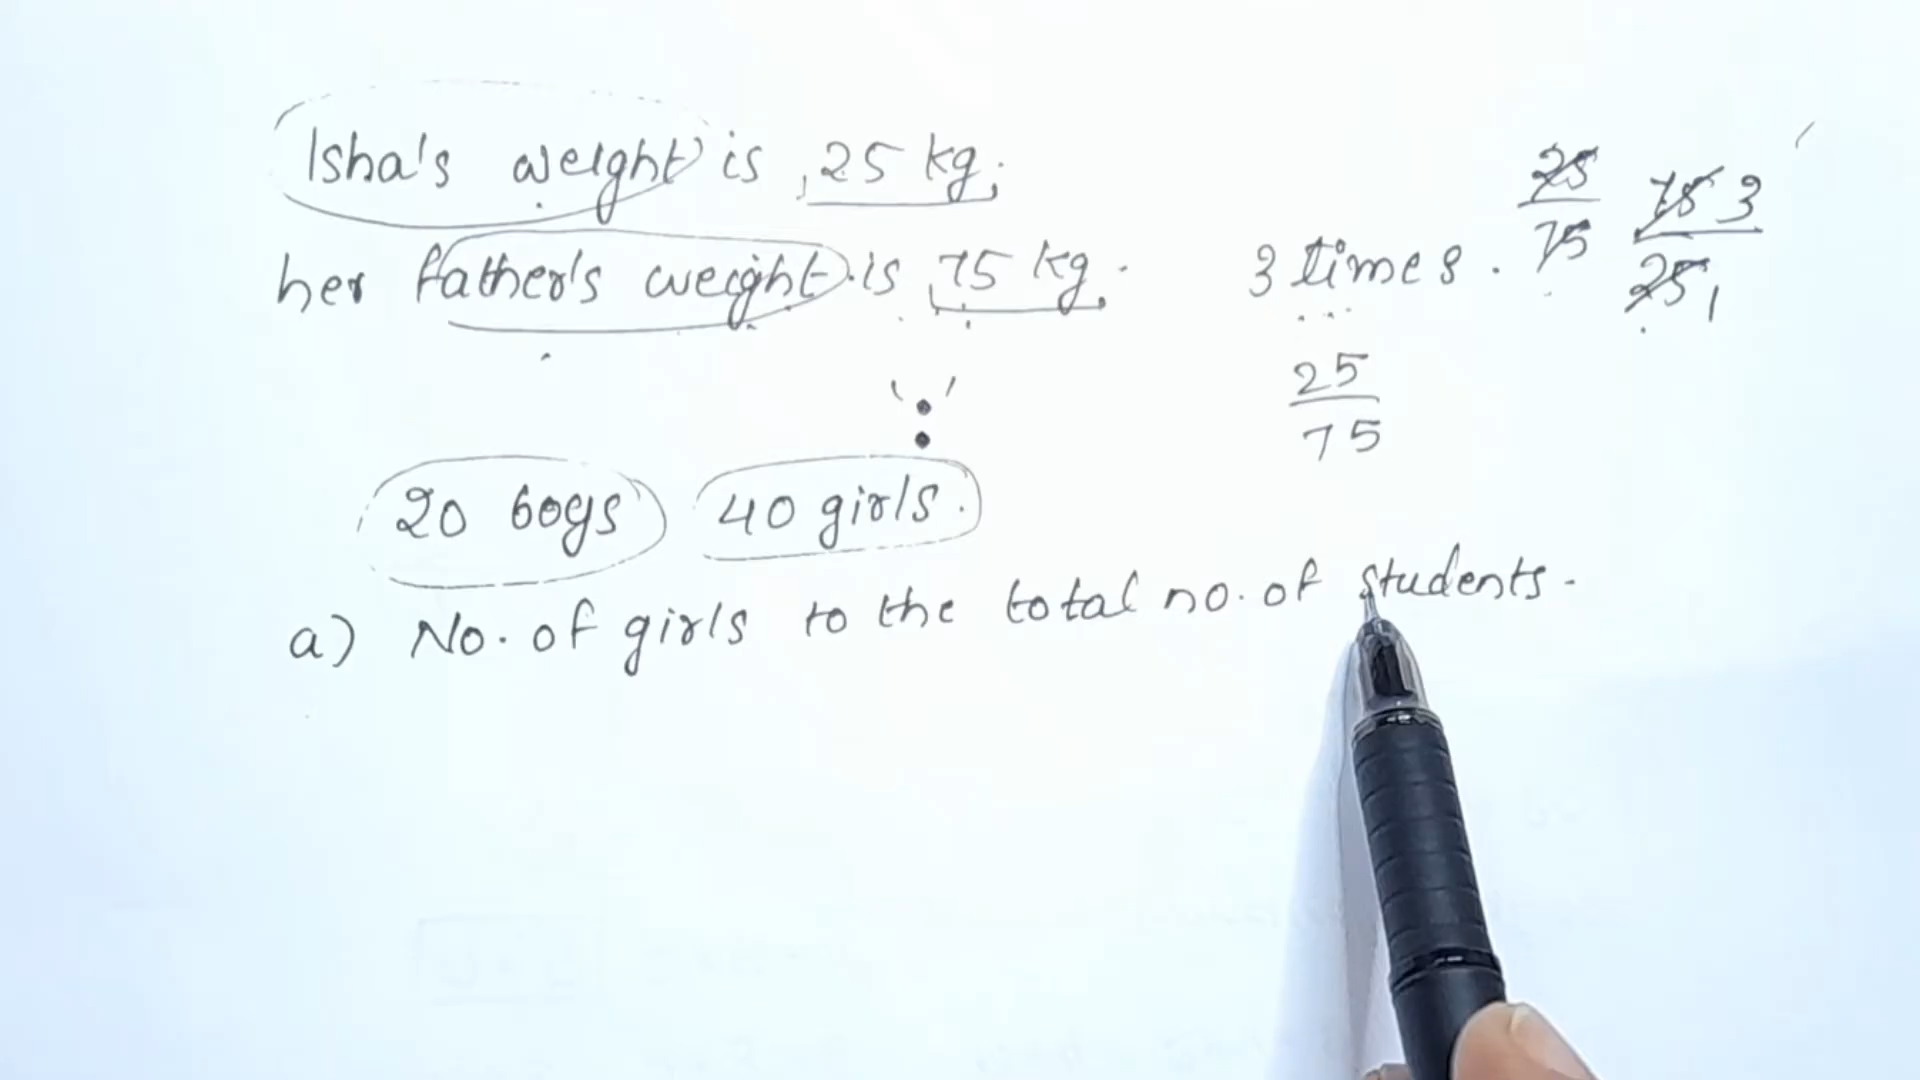 Isha's weight is 25 kg.
her father's weight is 75 kg.
3 times.
25
75
75 3
25 1
25
75
:
20 boys 40 girls.
a) No. of girls to the total no. of students.